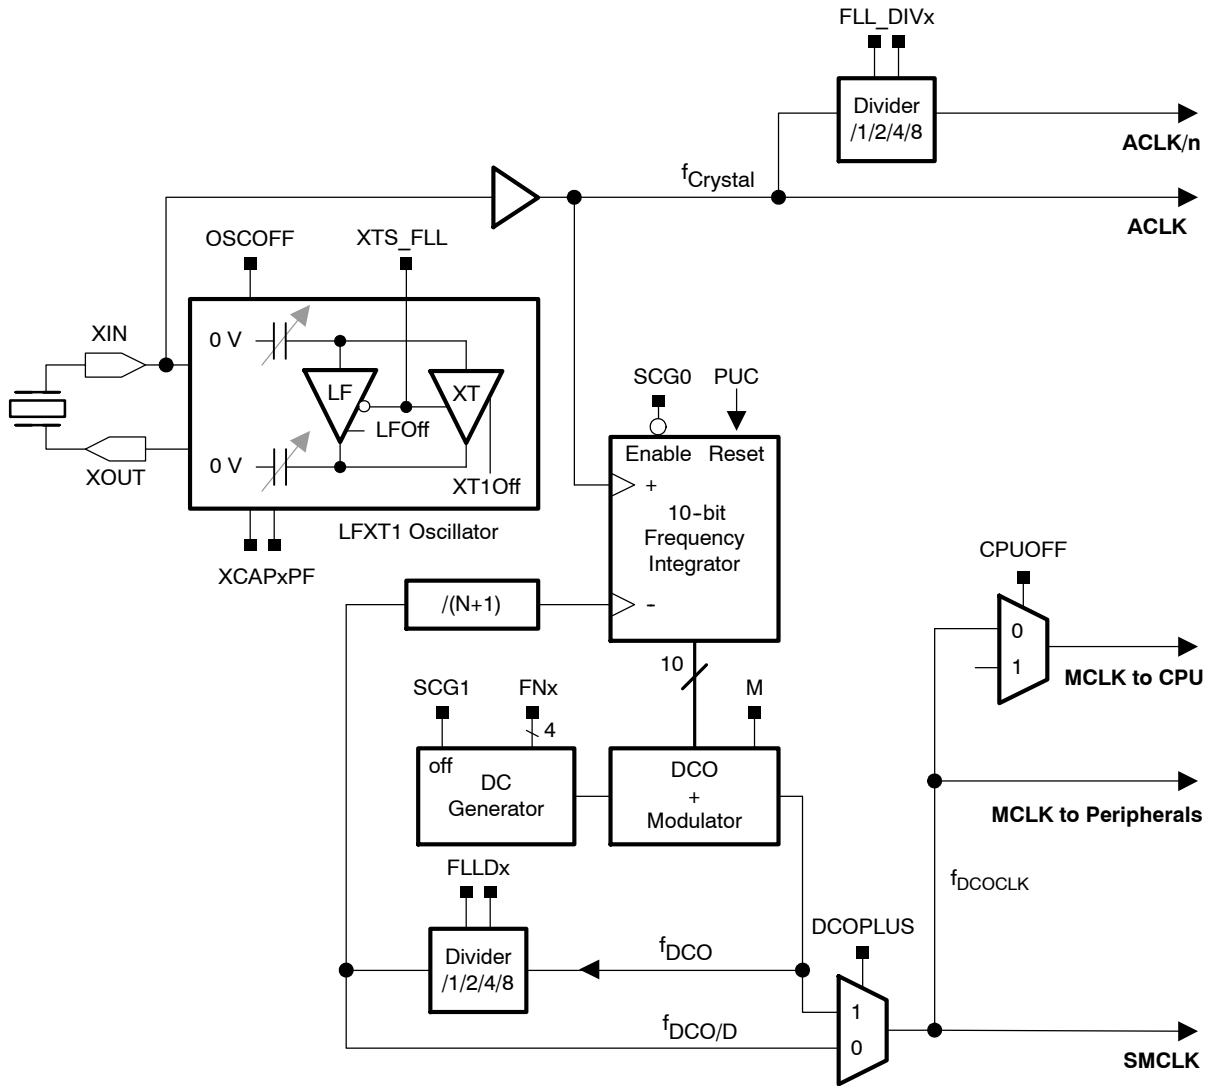 FLL_DIVx
Divider
/1/2/4/8
ACLK/n
fCrystal
ACLK
OSCOFF
XTS_FLL
XIN
0 V
LF
XT
LFOff
0 V
XOUT
XT1Off
LFXT1 Oscillator
XCAPxPF
SCG0
PUC
Enable
Reset
+
10-bit
Frequency
Integrator
-
/(N+1)
CPUOFF
0
1
MCLK to CPU
10
SCG1
FNx
4
M
off
DC
Generator
DCO
+
Modulator
MCLK to Peripherals
FLLDx
fDCOCLK
Divider
/1/2/4/8
fDCO
DCOPLUS
1
0
fDCO/D
SMCLK